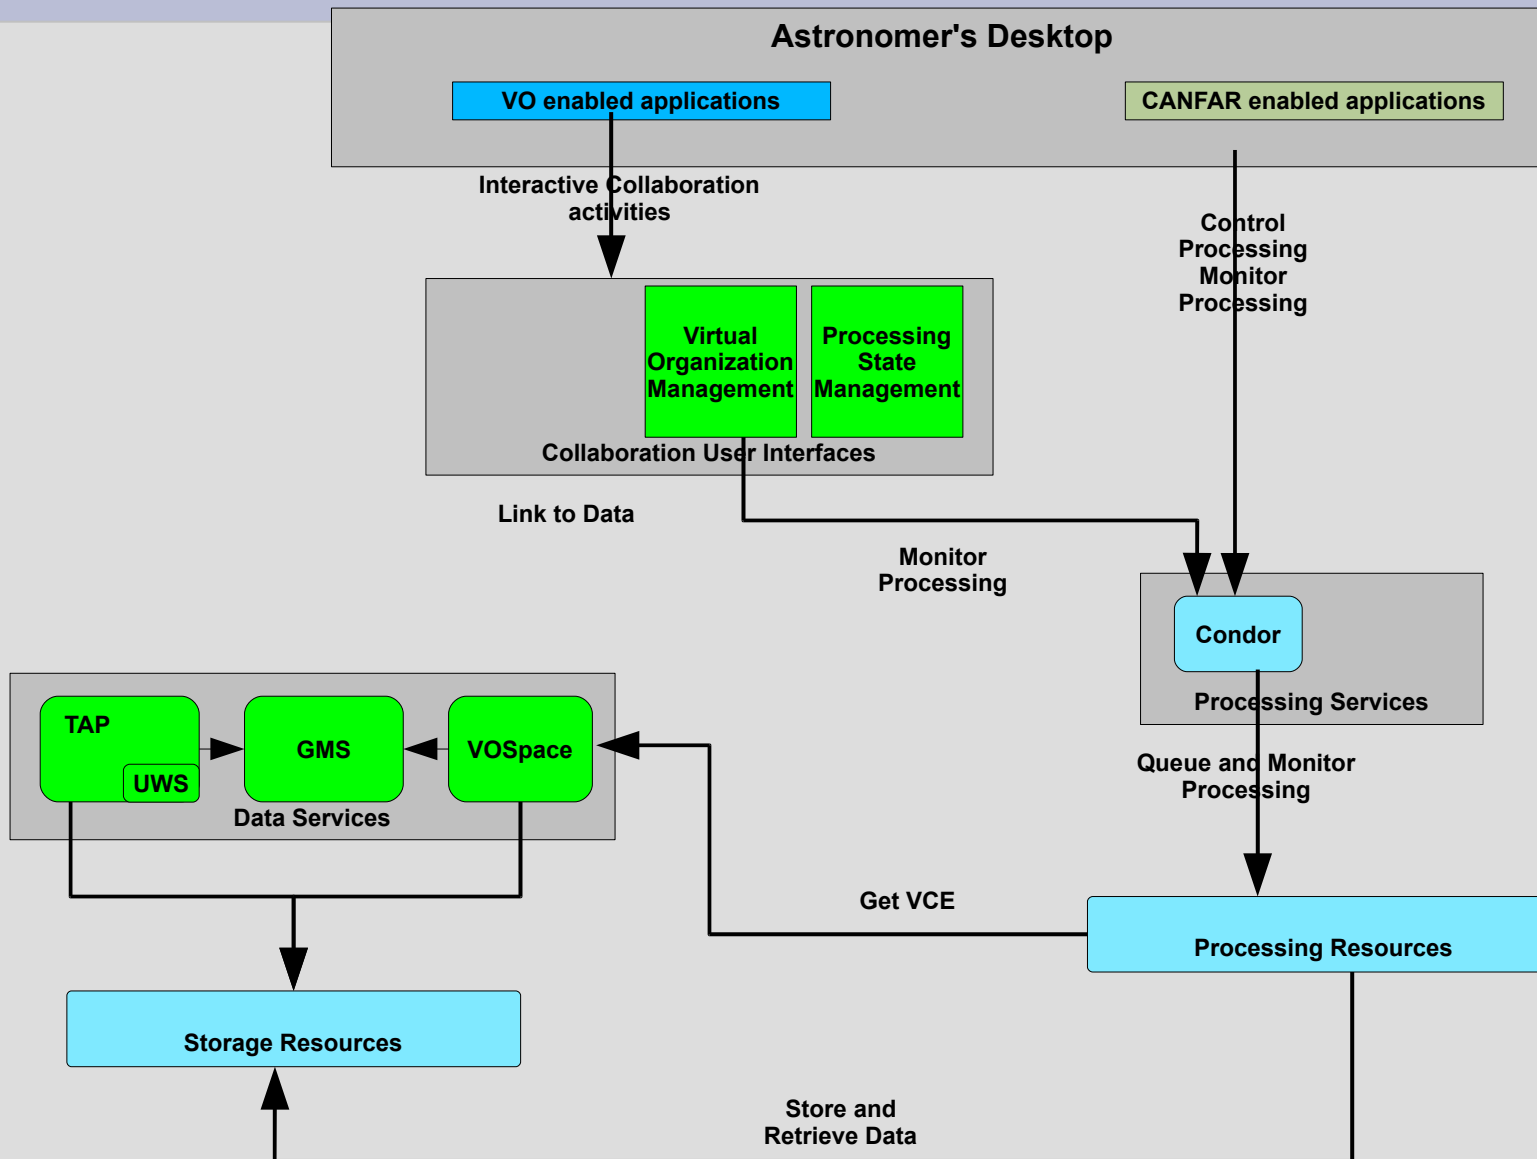 Astronomer's Desktop
VO enabled applications
CANFAR enabled applications
Interactive Collaboration
activities
Control
Processing
Monitor
Processing
Virtual
Organization
Management
Processing
State
Management
Collaboration User Interfaces
Link to Data
Monitor
Processing
Condor
Processing Services
TAP
UWS
GMS
VOSpace
Data Services
Queue and Monitor
Processing
Get VCE
Processing Resources
Storage Resources
Store and
Retrieve Data